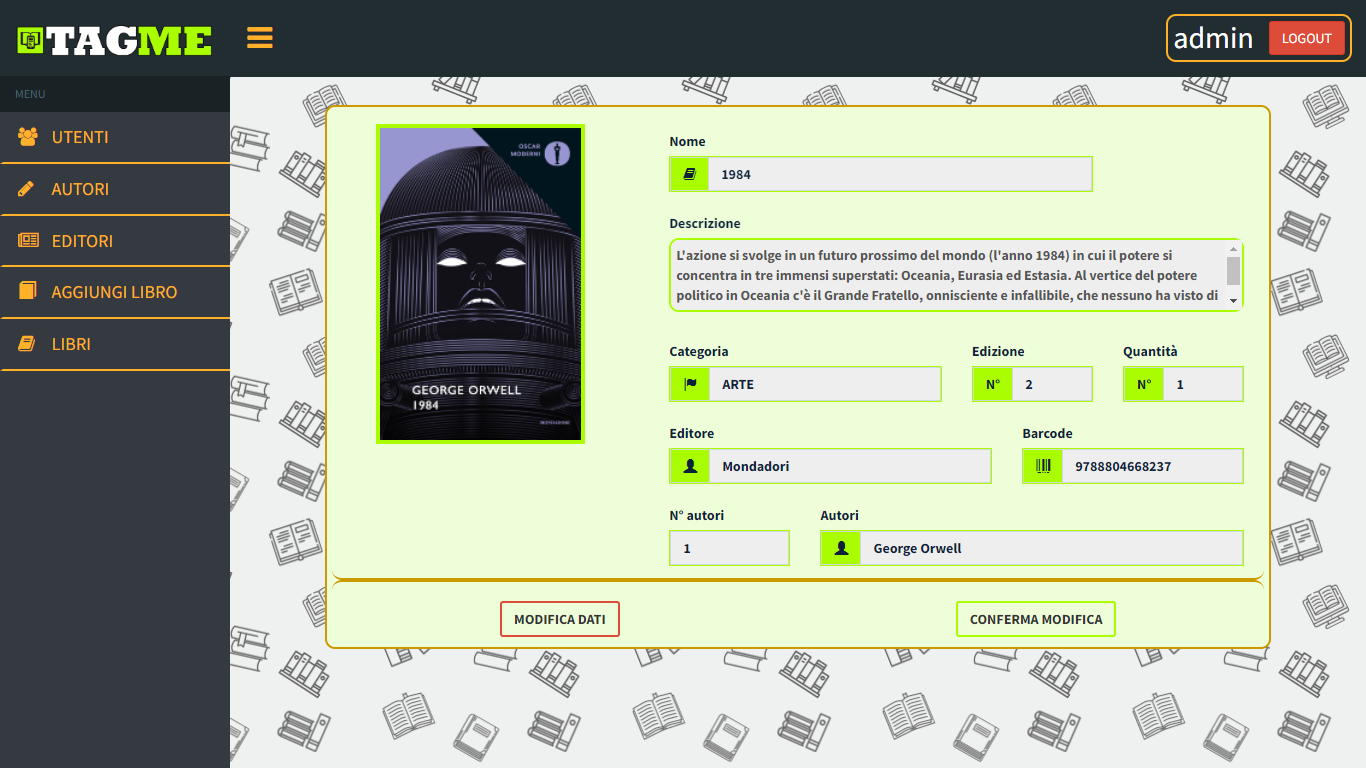 TAGME
admin
LOGOUT
MENU
UTENTI
AUTORI
EDITORI
AGGIUNGI LIBRO
LIBRI
OSCAR
MODERNI
GEORGE ORWELL
1984
MONDADORI
Nome
1984
Descrizione
L'azione si svolge in un futuro prossimo del mondo (l'anno 1984) in cui il potere si
concentra in tre immensi superstati: Oceania, Eurasia ed Estasia. Al vertice del potere
politico in Oceania c'è il Grande Fratello, onnisciente e infallibile, che nessuno ha visto di
Categoria
ARTE
Edizione
N° 2
Quantità
N° 1
Editore
Mondadori
Barcode
9788804668237
N° autori
1
Autori
George Orwell
MODIFICA DATI
CONFERMA MODIFICA